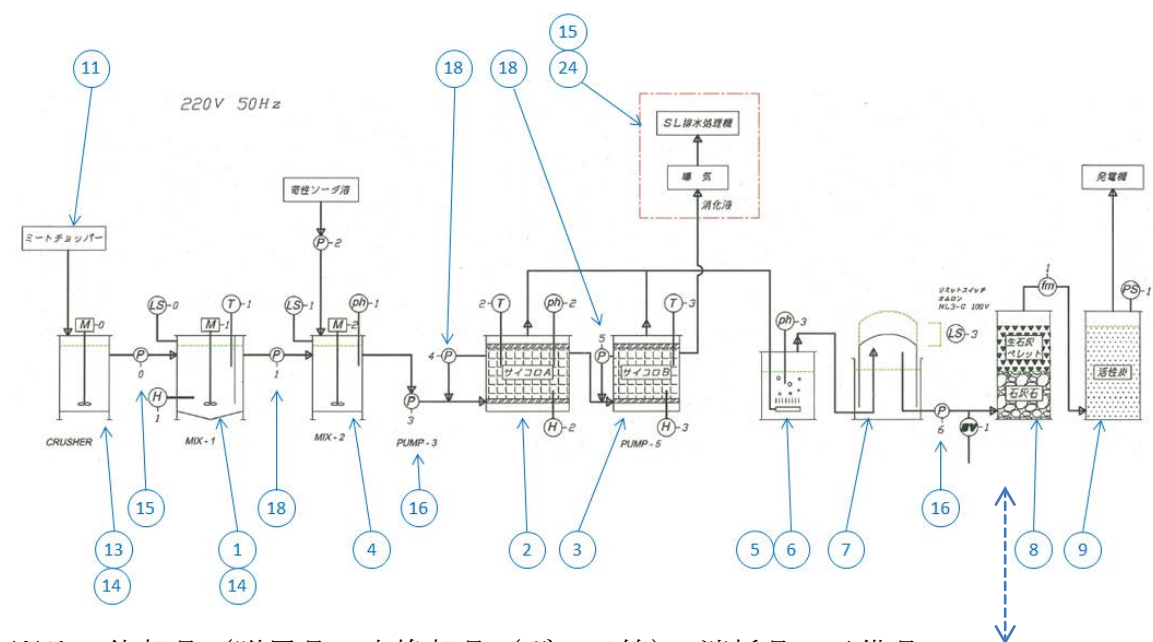 11
18
18
15
24
220V 50Hz
SL排水処理機
曝 気
消化液
苛性ソーダ液
発電機
ミートチョッパー
P-2
LS-0
T-1
LS-1
ph-1
2-T
ph-2
T-3
ph-3
リミットスイッチ
オムロン
NL3-C 100V
LS-3
1
fm
PS-1
M-0
M-1
M-2
4-P
5
P
サイコロA
サイコロB
生石灰
ペレット
石灰石
活性炭
P
0
H
1
P
1
P
3
H-2
H-3
P
6
SV-1
CRUSHER
MIX-1
MIX-2
PUMP-3
PUMP-5
15
18
16
16
13
14
1
14
4
2
3
5
6
7
8
9